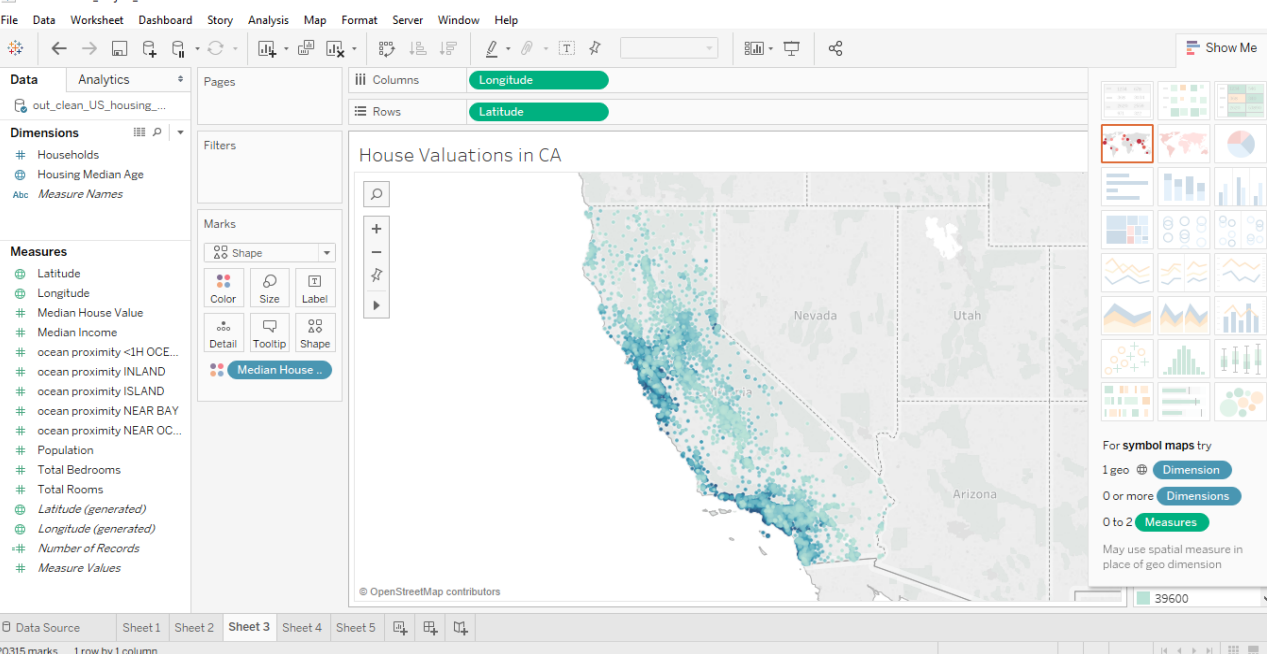 File Data Worksheet Dashboard Story Analysis Map Format Server Window Help
Show Me
Data Analytics
out_clean_US_housing_...
Dimensions
Households
Housing Median Age
Abc Measure Names
Measures
Latitude
Longitude
Median House Value
Median Income
ocean proximity <1H OCE...
ocean proximity INLAND
ocean proximity ISLAND
ocean proximity NEAR BAY
ocean proximity NEAR OC...
Population
Total Bedrooms
Total Rooms
Latitude (generated)
Longitude (generated)
Number of Records
Measure Values
Pages
Filters
Marks
Shape
Color Size Label
Detail Tooltip Shape
Median House ..
Columns Longitude
Rows Latitude
House Valuations in CA
Nevada
Utah
Arizona
© OpenStreetMap contributors
For symbol maps try
1 geo Dimension
0 or more Dimensions
0 to 2 Measures
May use spatial measure in
place of geo dimension
39600
Data Source Sheet 1 Sheet 2 Sheet 3 Sheet 4 Sheet 5
20315 marks 1 row by 1 column